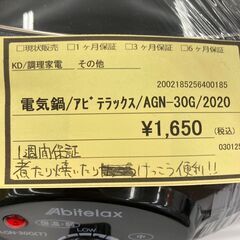 □現状販売 □1ヶ月保証 □3ヶ月保証 □6ヶ月保証
KD/調理家電 その他
2002185256400185
電気鍋/アビテラックス/AGN-30G/2020
¥1,650 (税込)
1週間保証
030125
煮たり焼いたり けっこう便利!!
Abitelax
AGN-30G(T)
LOW